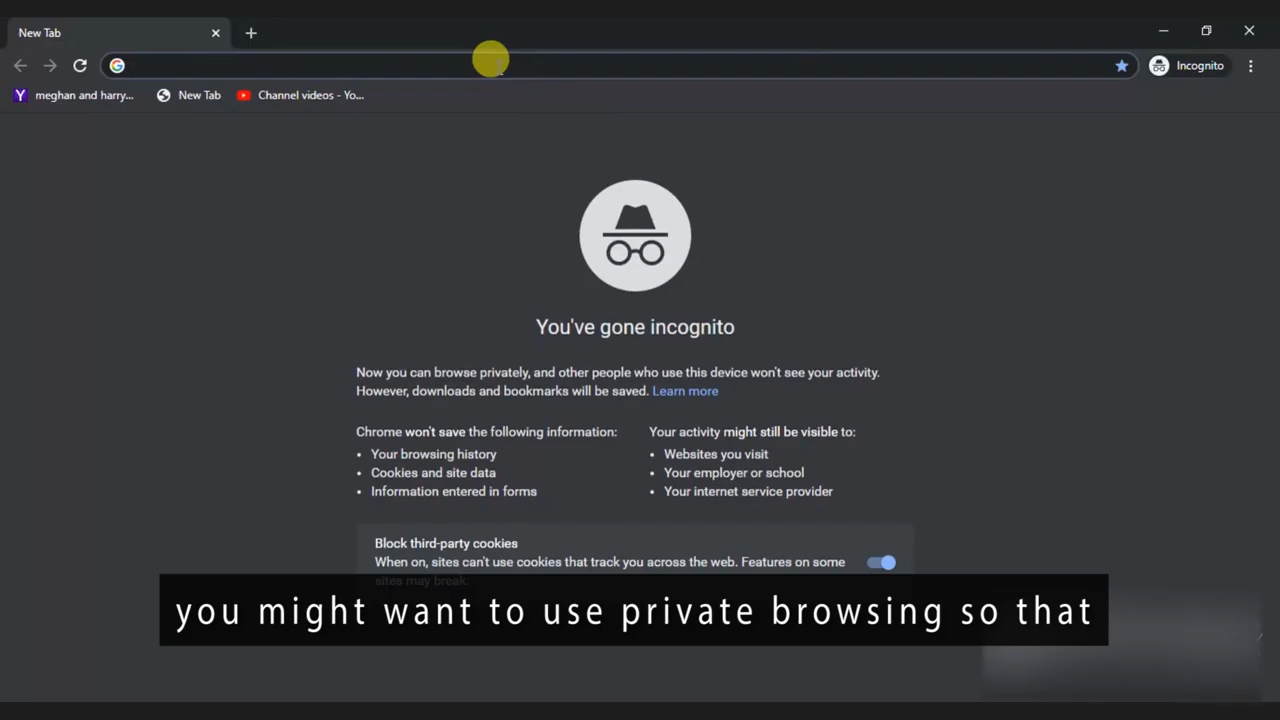 New Tab
Incognito
meghan and harry...
New Tab
Channel videos - Yo...
You've gone incognito
Now you can browse privately, and other people who use this device won't see your activity.
However, downloads and bookmarks will be saved. Learn more
Chrome won't save the following information:
• Your browsing history
• Cookies and site data
• Information entered in forms
Your activity might still be visible to:
• Websites you visit
• Your employer or school
• Your internet service provider
Block third-party cookies
When on, sites can't use cookies that track you across the web. Features on some
sites may break.
you might want to use private browsing so that